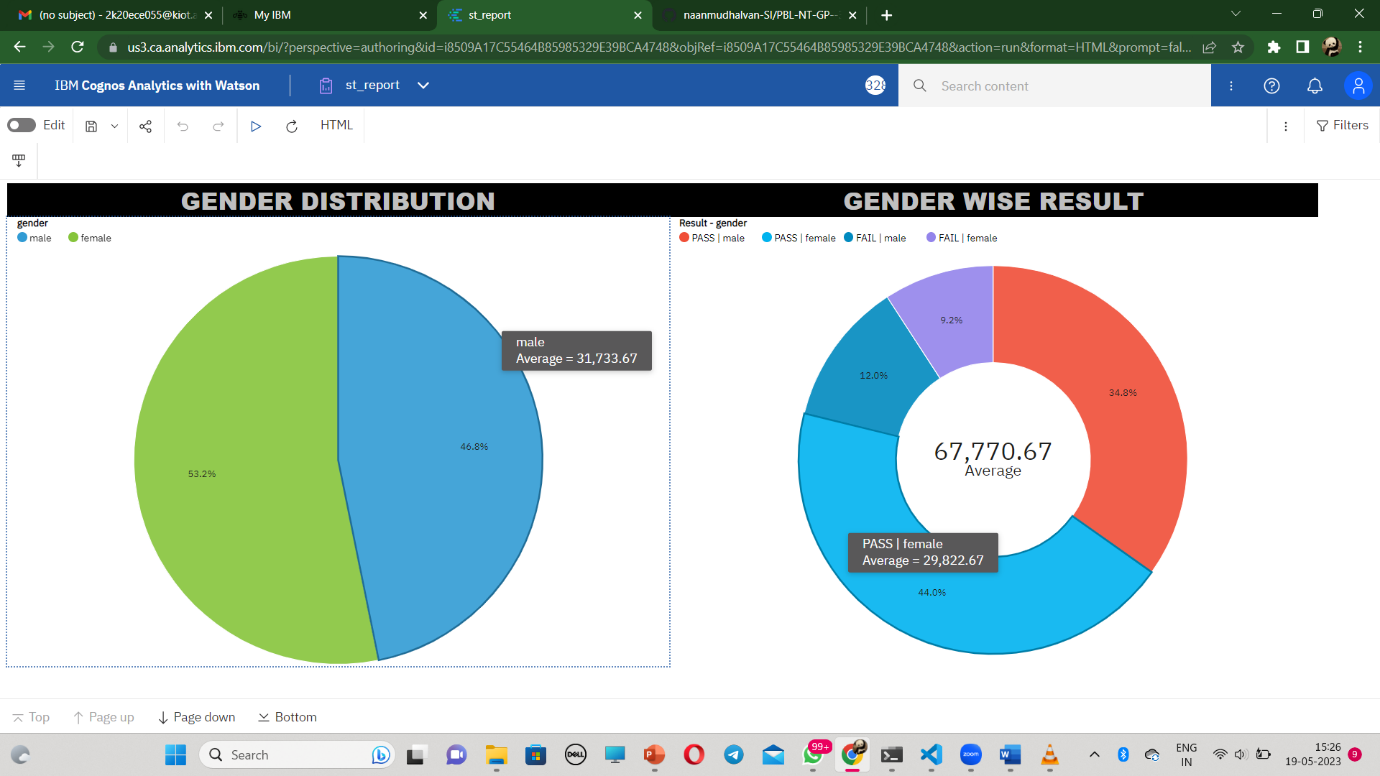 (no subject) - 2k20ece055@kiot.a
My IBM
st_report
naanmudhalvan-SI/PBL-NT-GP--
us3.ca.analytics.ibm.com/bi/?perspective=authoring&id=i8509A17C55464B85985329E39BCA4748&objRef=i8509A17C55464B85985329E39BCA4748&action=run&format=HTML&prompt=fal...
IBM Cognos Analytics with Watson
st_report
Search content
Edit
HTML
Filters
GENDER DISTRIBUTION
GENDER WISE RESULT
gender
male female
Result - gender
PASS | male PASS | female FAIL | male FAIL | female
male
Average = 31,733.67
46.8%
53.2%
9.2%
12.0%
34.8%
67,770.67
Average
PASS | female
Average = 29,822.67
44.0%
Top Page up Page down Bottom
Search
DELL
99+
zoom
ENG
IN
15:26
19-05-2023
9